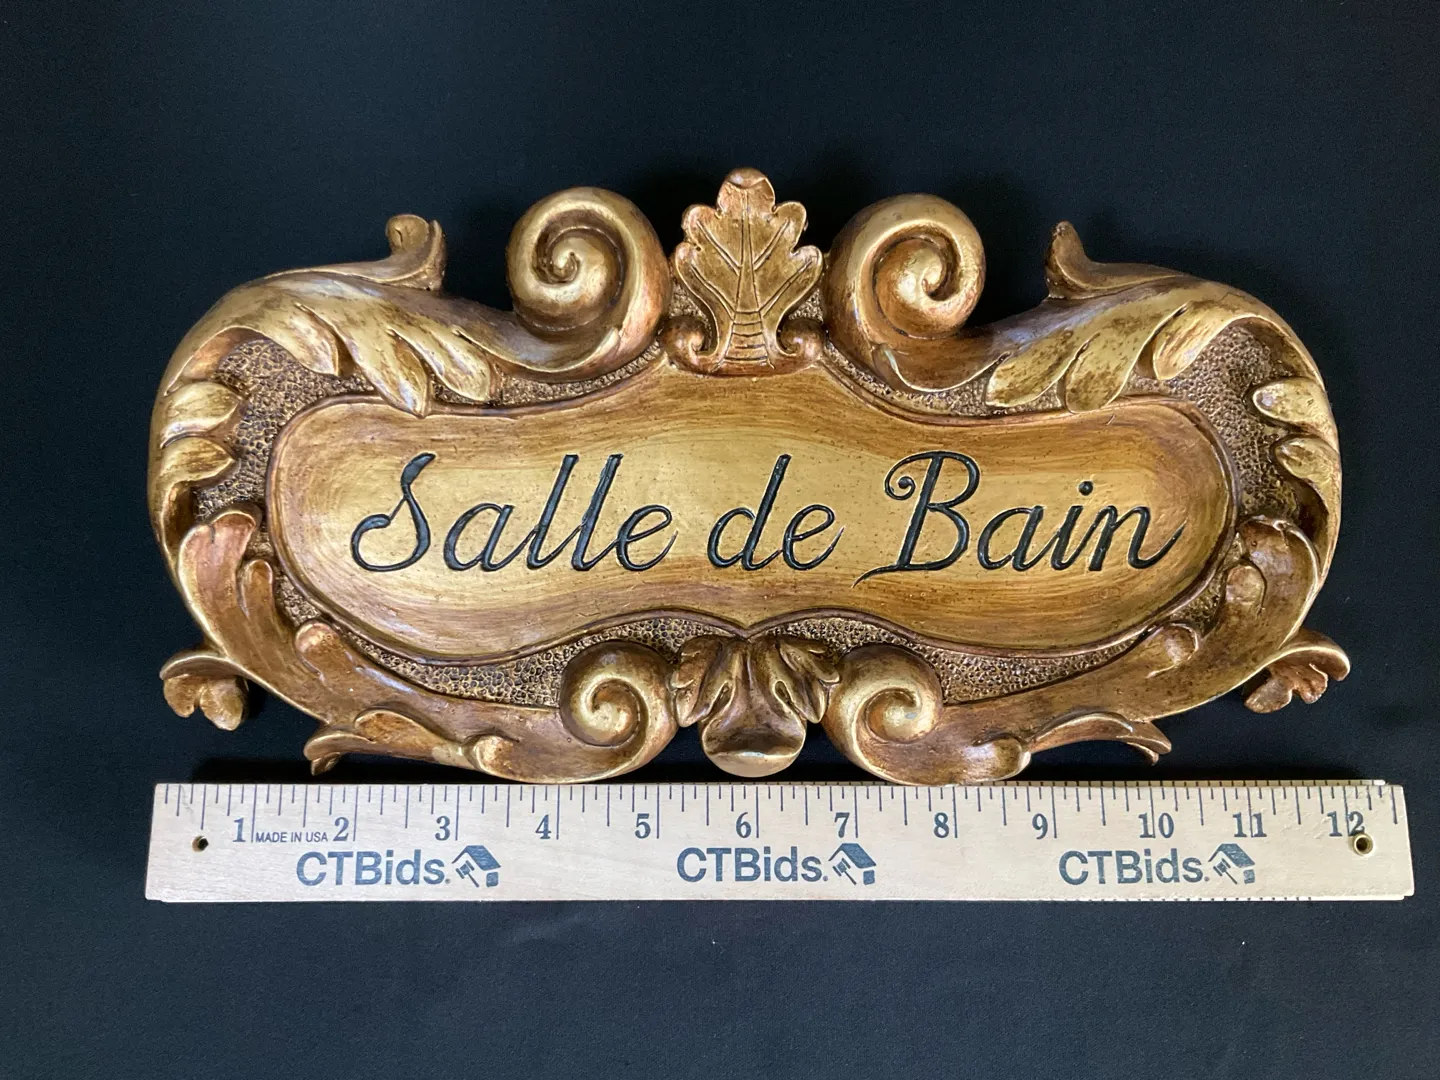 Salle de Bain
1 MADE IN USA 2 3 4 5 6 7 8 9 10 11 12
CTBids. CTBids. CTBids.